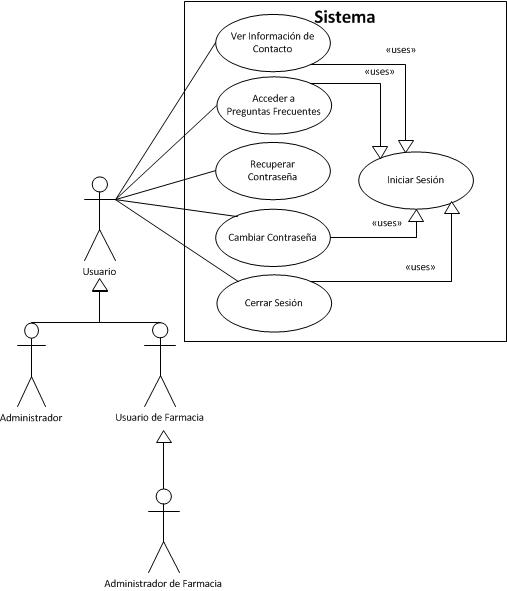 Sistema
Ver Información de
Contacto
«uses»
«uses»
Acceder a
Preguntas Frecuentes
Recuperar
Contraseña
Iniciar Sesión
Cambiar Contraseña
«uses»
«uses»
Cerrar Sesión
Usuario
Administrador
Usuario de Farmacia
Administrador de Farmacia